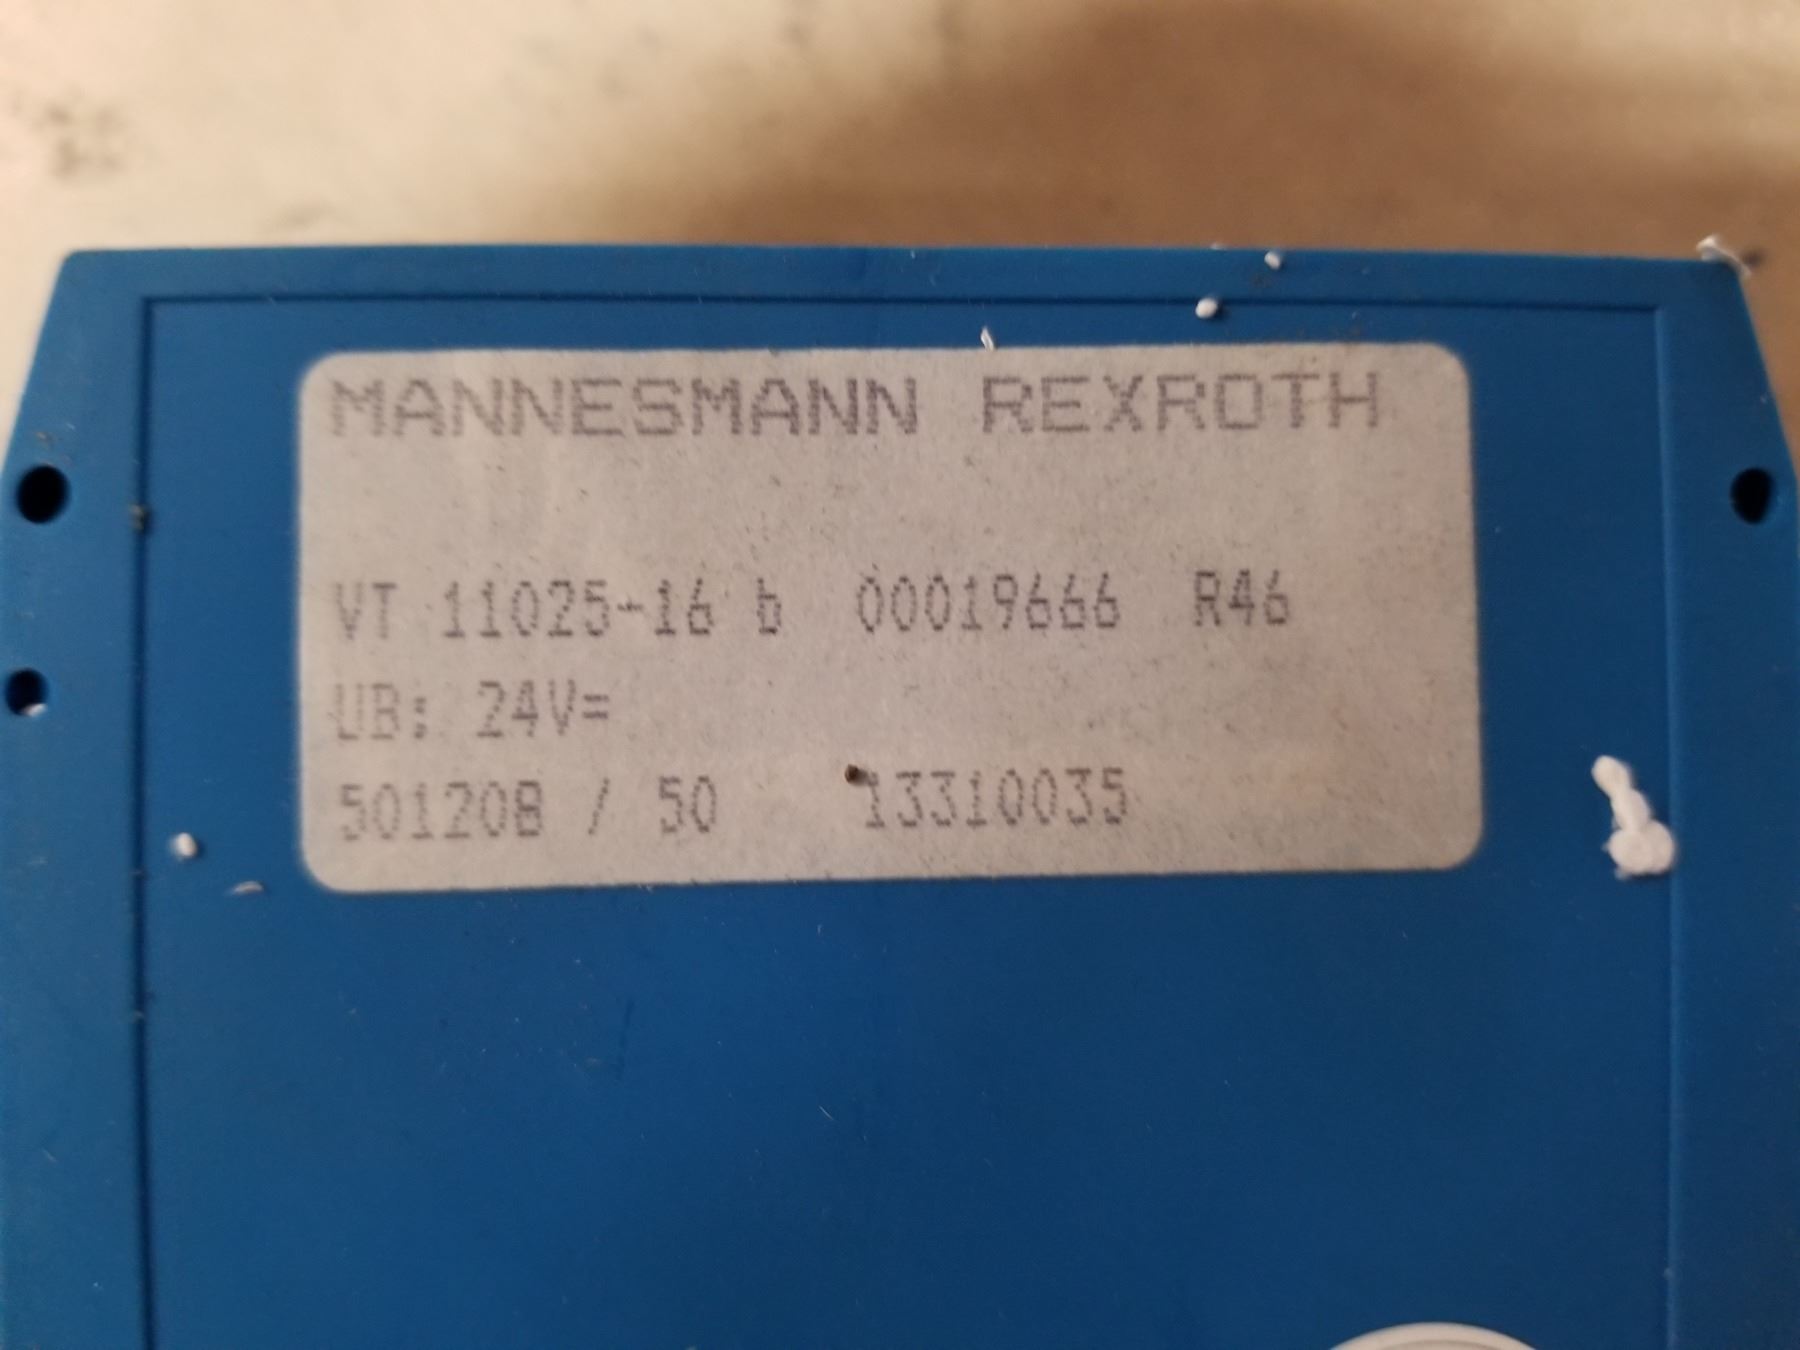 MANNESMANN REXROTH
VT 11025-16 b 00019666 R46
UB: 24V=
501208 / 50 13310035